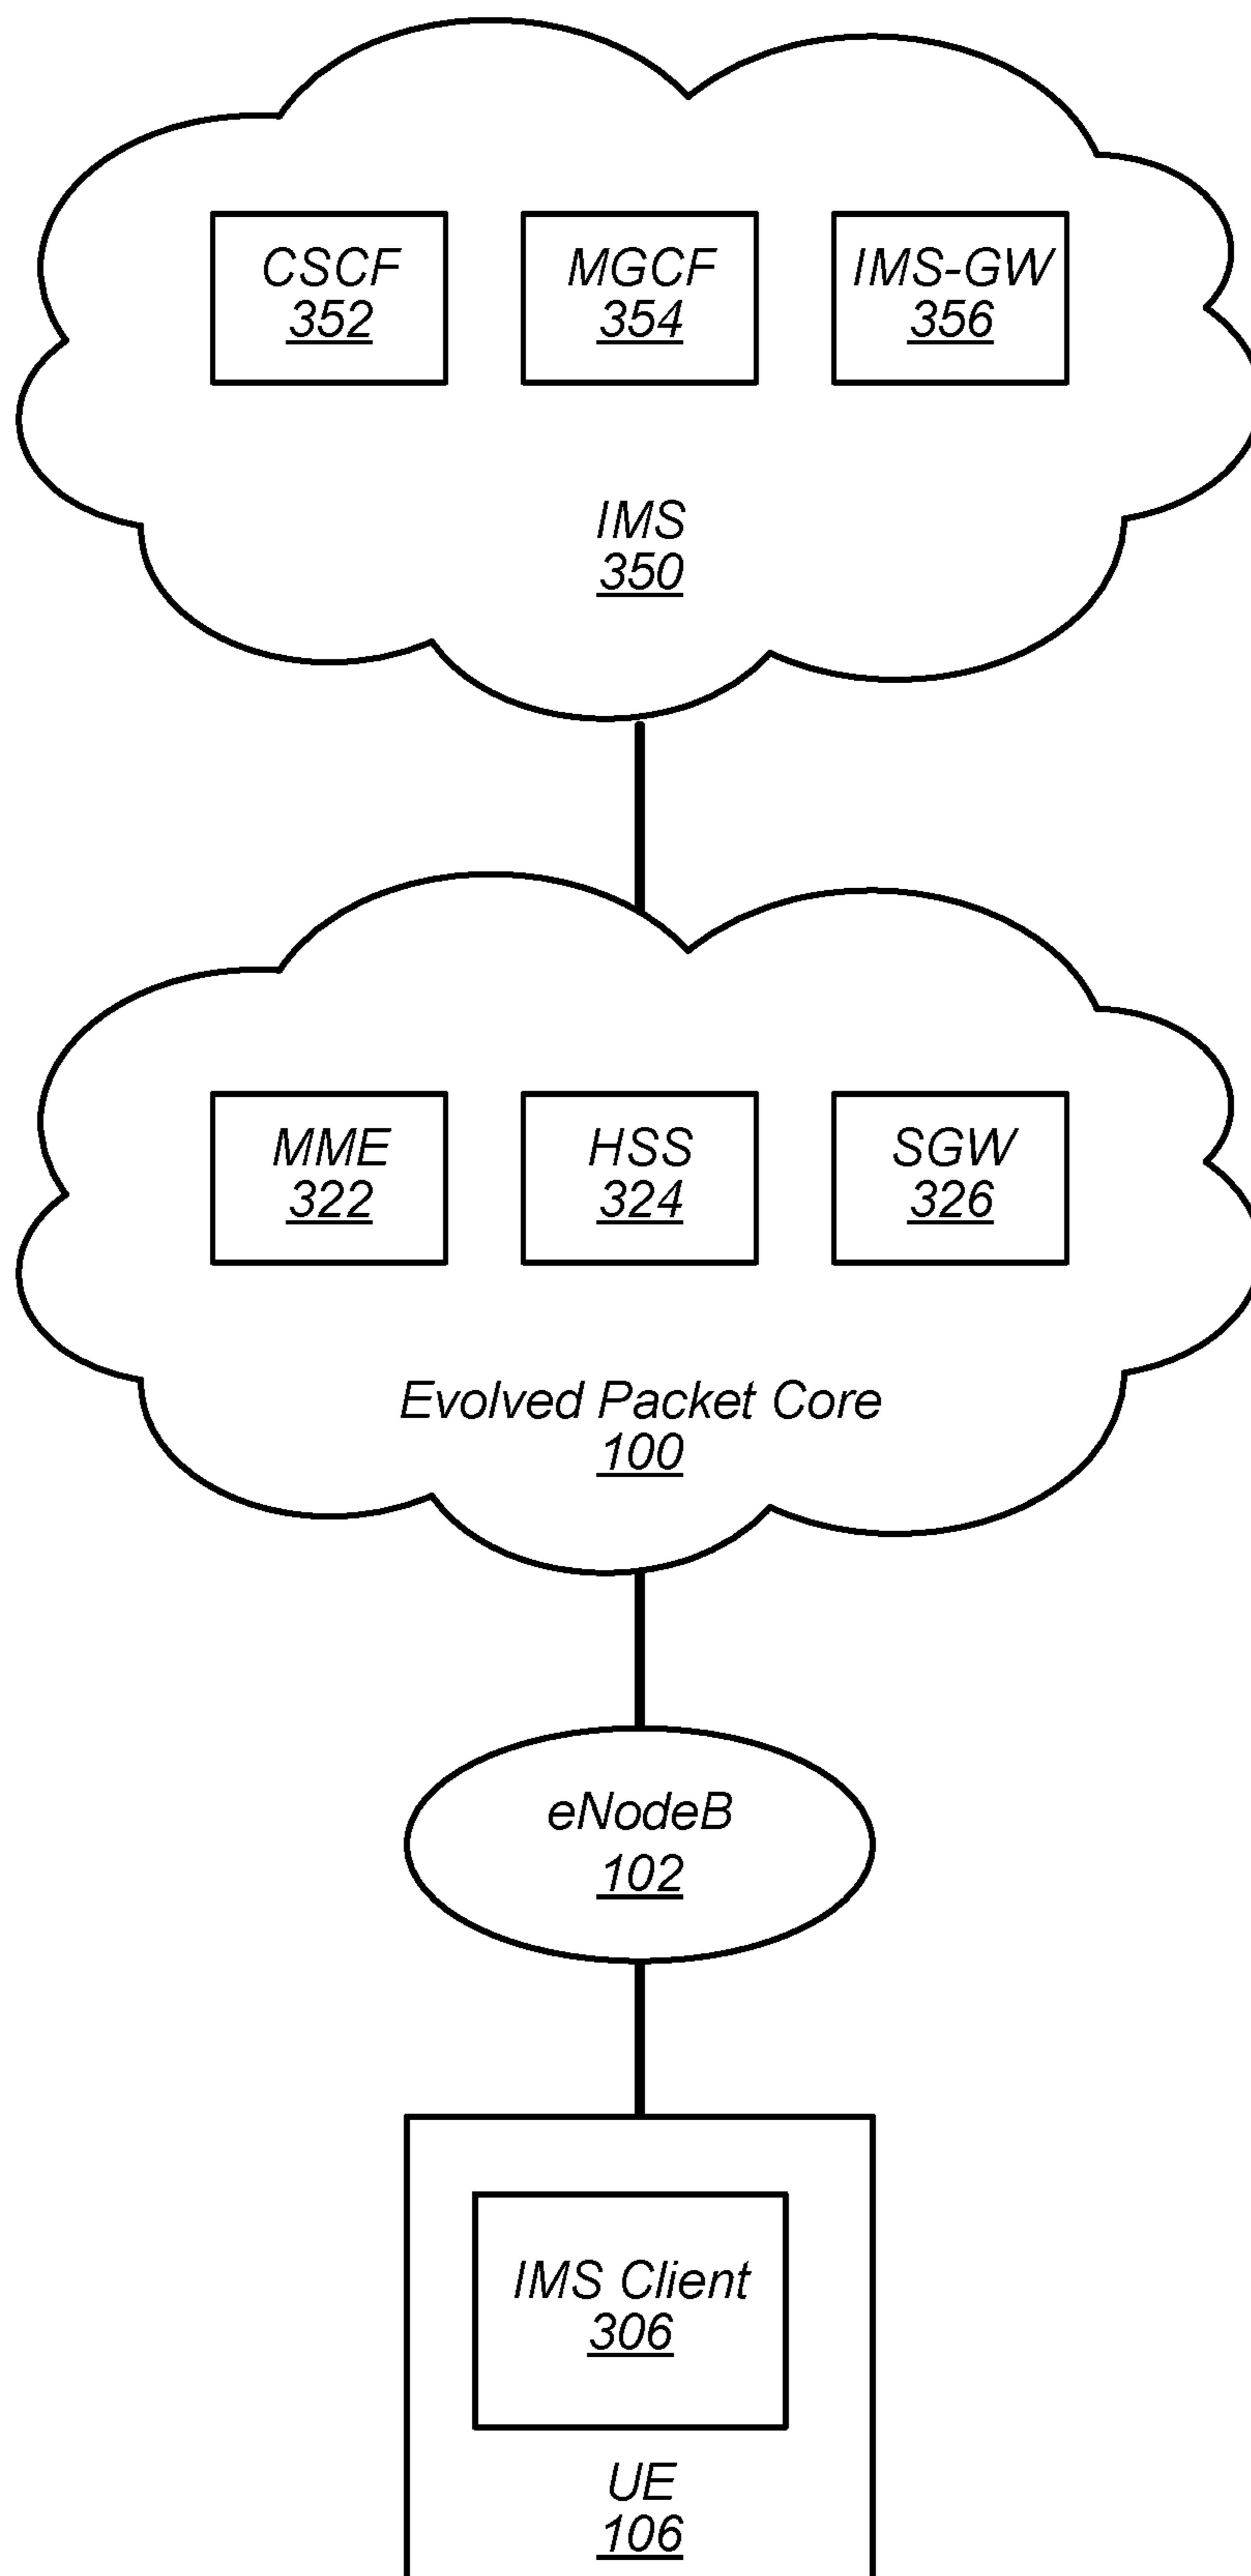 CSCF
352
MGCF
354
IMS-GW
356
IMS
350
MME
322
HSS
324
SGW
326
Evolved Packet Core
100
eNodeB
102
IMS Client
306
UE
106